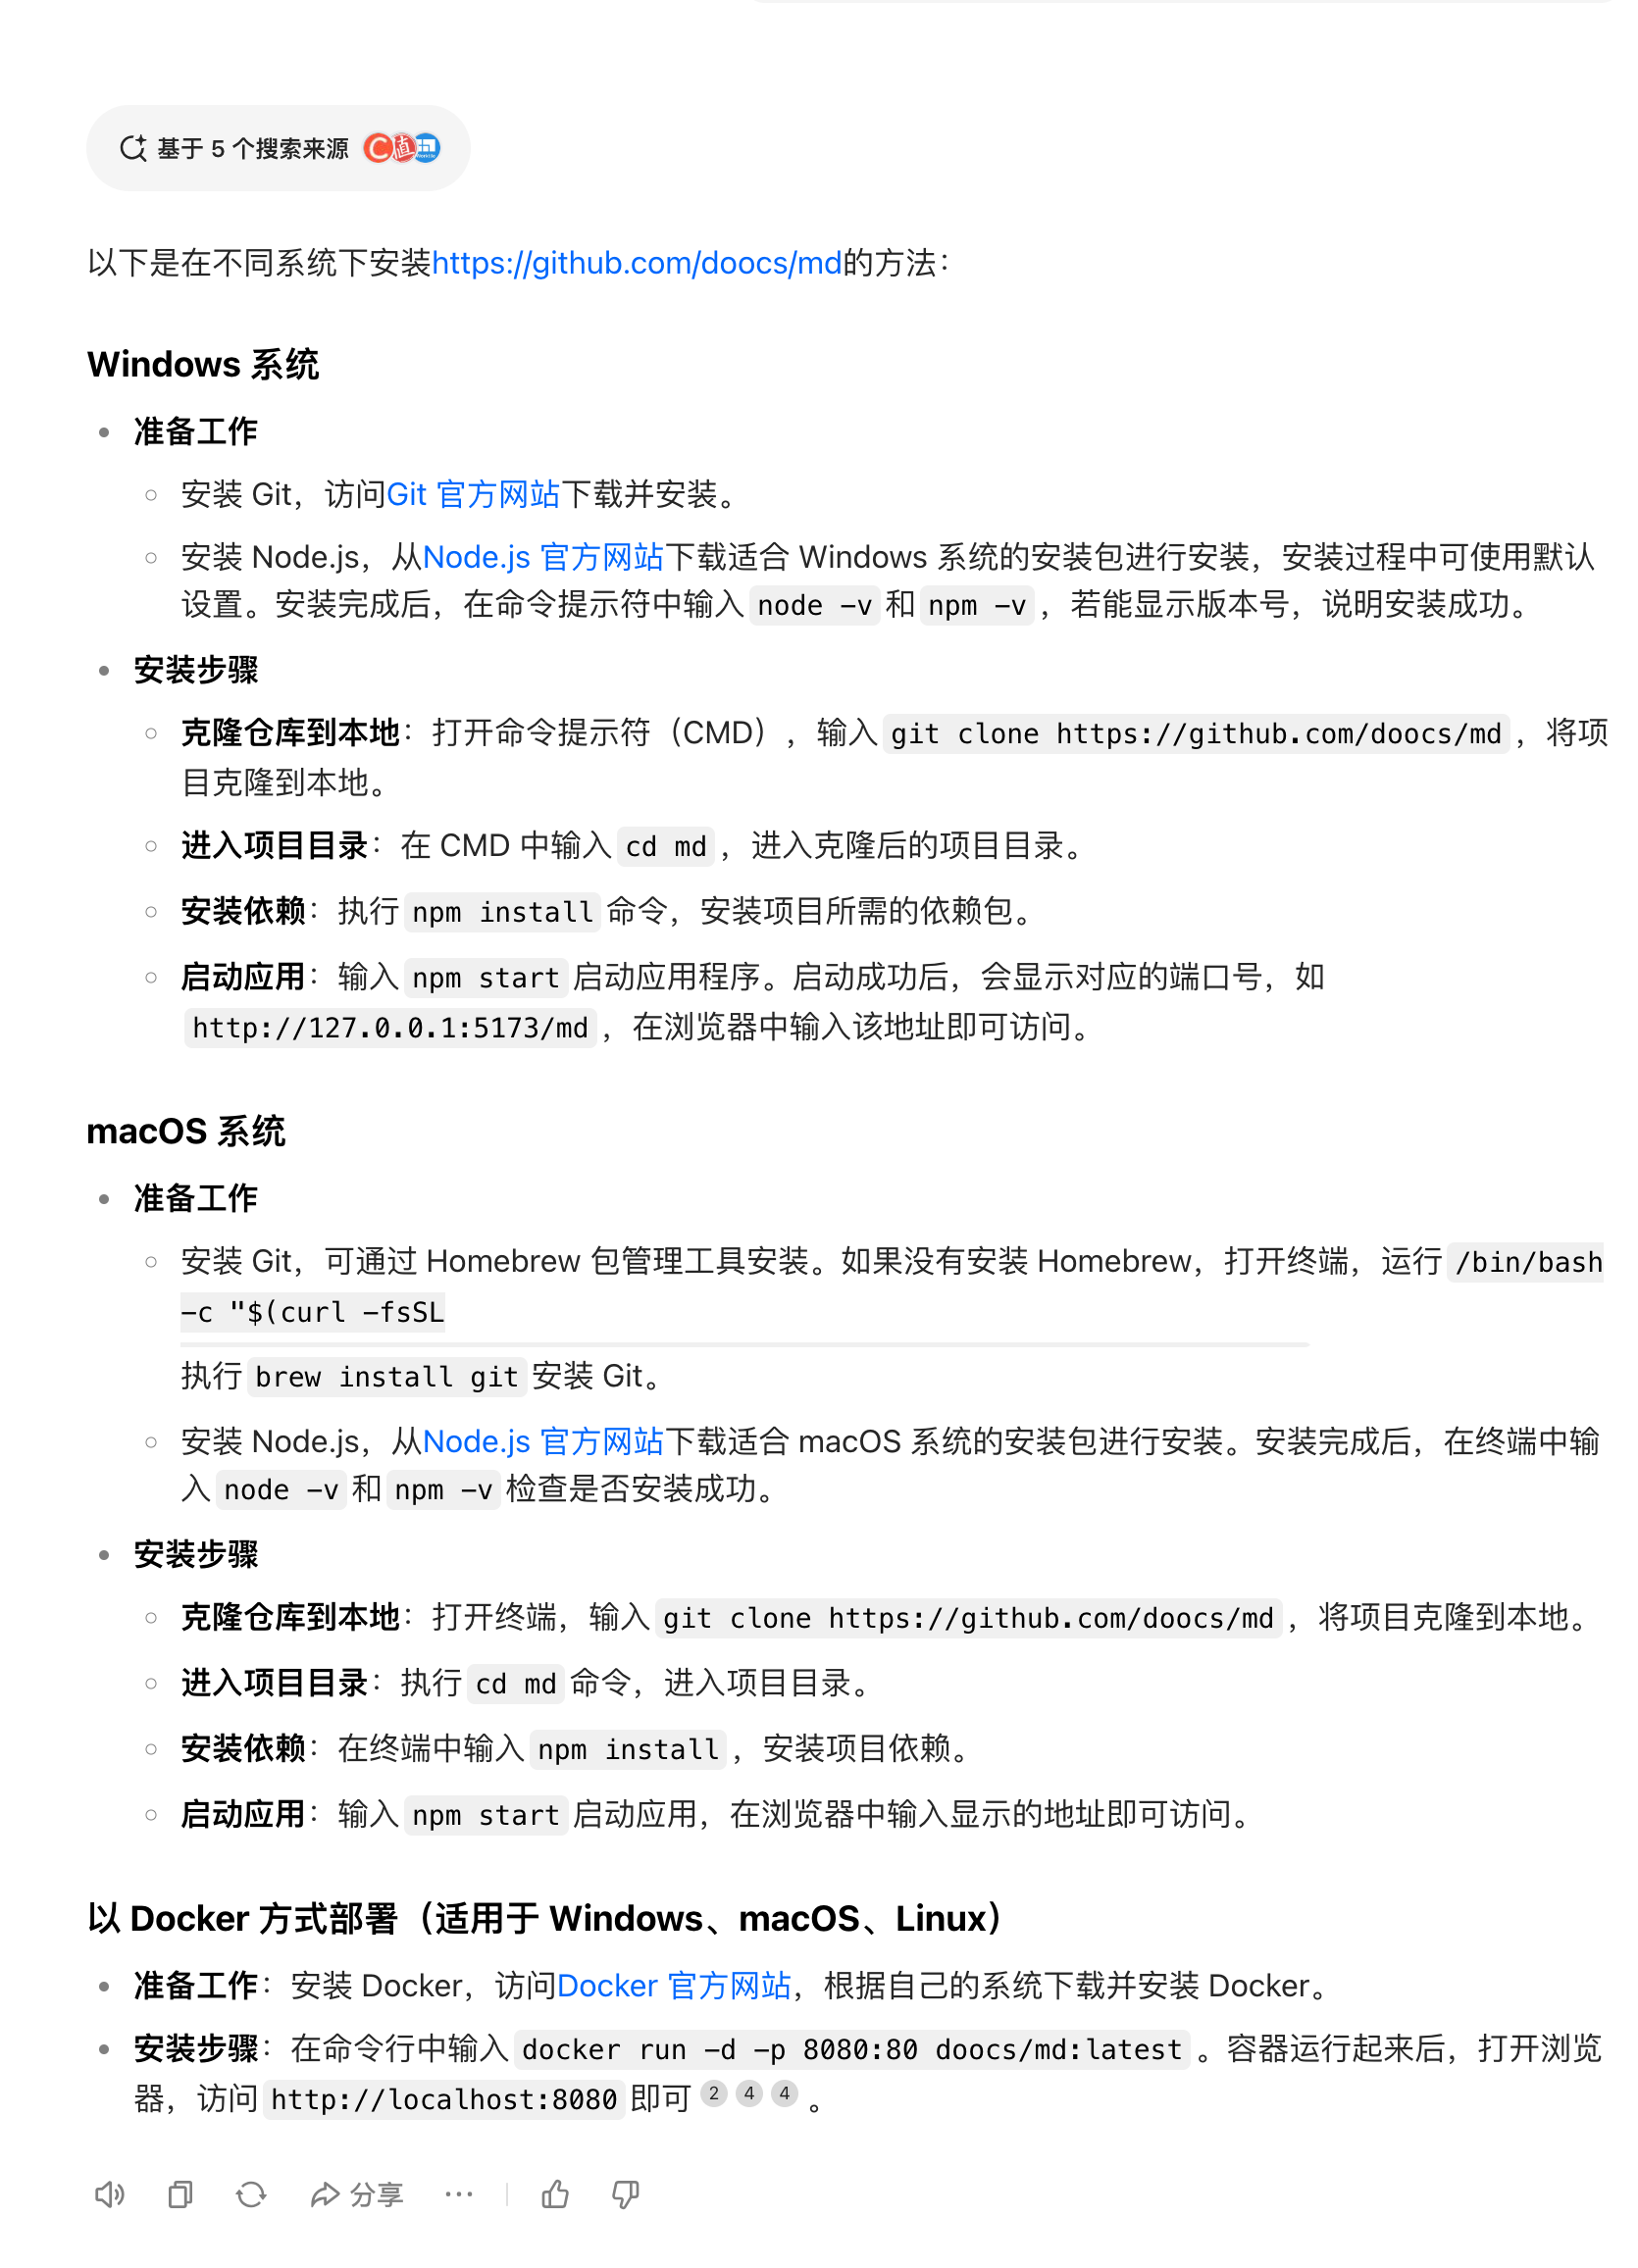 基于 5 个搜索来源
以下是在不同系统下安装https://github.com/doocs/md的方法：
Windows 系统
准备工作
安装 Git，访问Git 官方网站下载并安装。
安装 Node.js，从Node.js 官方网站下载适合 Windows 系统的安装包进行安装，安装过程中可使用默认
设置。安装完成后，在命令提示符中输入 node -v 和 npm -v ，若能显示版本号，说明安装成功。
安装步骤
克隆仓库到本地：打开命令提示符（CMD），输入 git clone https://github.com/doocs/md ，将项
目克隆到本地。
进入项目目录：在 CMD 中输入 cd md ，进入克隆后的项目目录。
安装依赖：执行 npm install 命令，安装项目所需的依赖包。
启动应用：输入 npm start 启动应用程序。启动成功后，会显示对应的端口号，如
http://127.0.0.1:5173/md ，在浏览器中输入该地址即可访问。
macOS 系统
准备工作
安装 Git，可通过 Homebrew 包管理工具安装。如果没有安装 Homebrew，打开终端，运行 /bin/bash
-c "$(curl -fsSL
执行 brew install git 安装 Git。
安装 Node.js，从Node.js 官方网站下载适合 macOS 系统的安装包进行安装。安装完成后，在终端中输
入 node -v 和 npm -v 检查是否安装成功。
安装步骤
克隆仓库到本地：打开终端，输入 git clone https://github.com/doocs/md ，将项目克隆到本地。
进入项目目录：执行 cd md 命令，进入项目目录。
安装依赖：在终端中输入 npm install ，安装项目依赖。
启动应用：输入 npm start 启动应用，在浏览器中输入显示的地址即可访问。
以 Docker 方式部署（适用于 Windows、macOS、Linux）
准备工作：安装 Docker，访问Docker 官方网站，根据自己的系统下载并安装 Docker。
安装步骤：在命令行中输入 docker run -d -p 8080:80 doocs/md:latest 。容器运行起来后，打开浏览
器，访问 http://localhost:8080 即可 2 4 4 。
分享